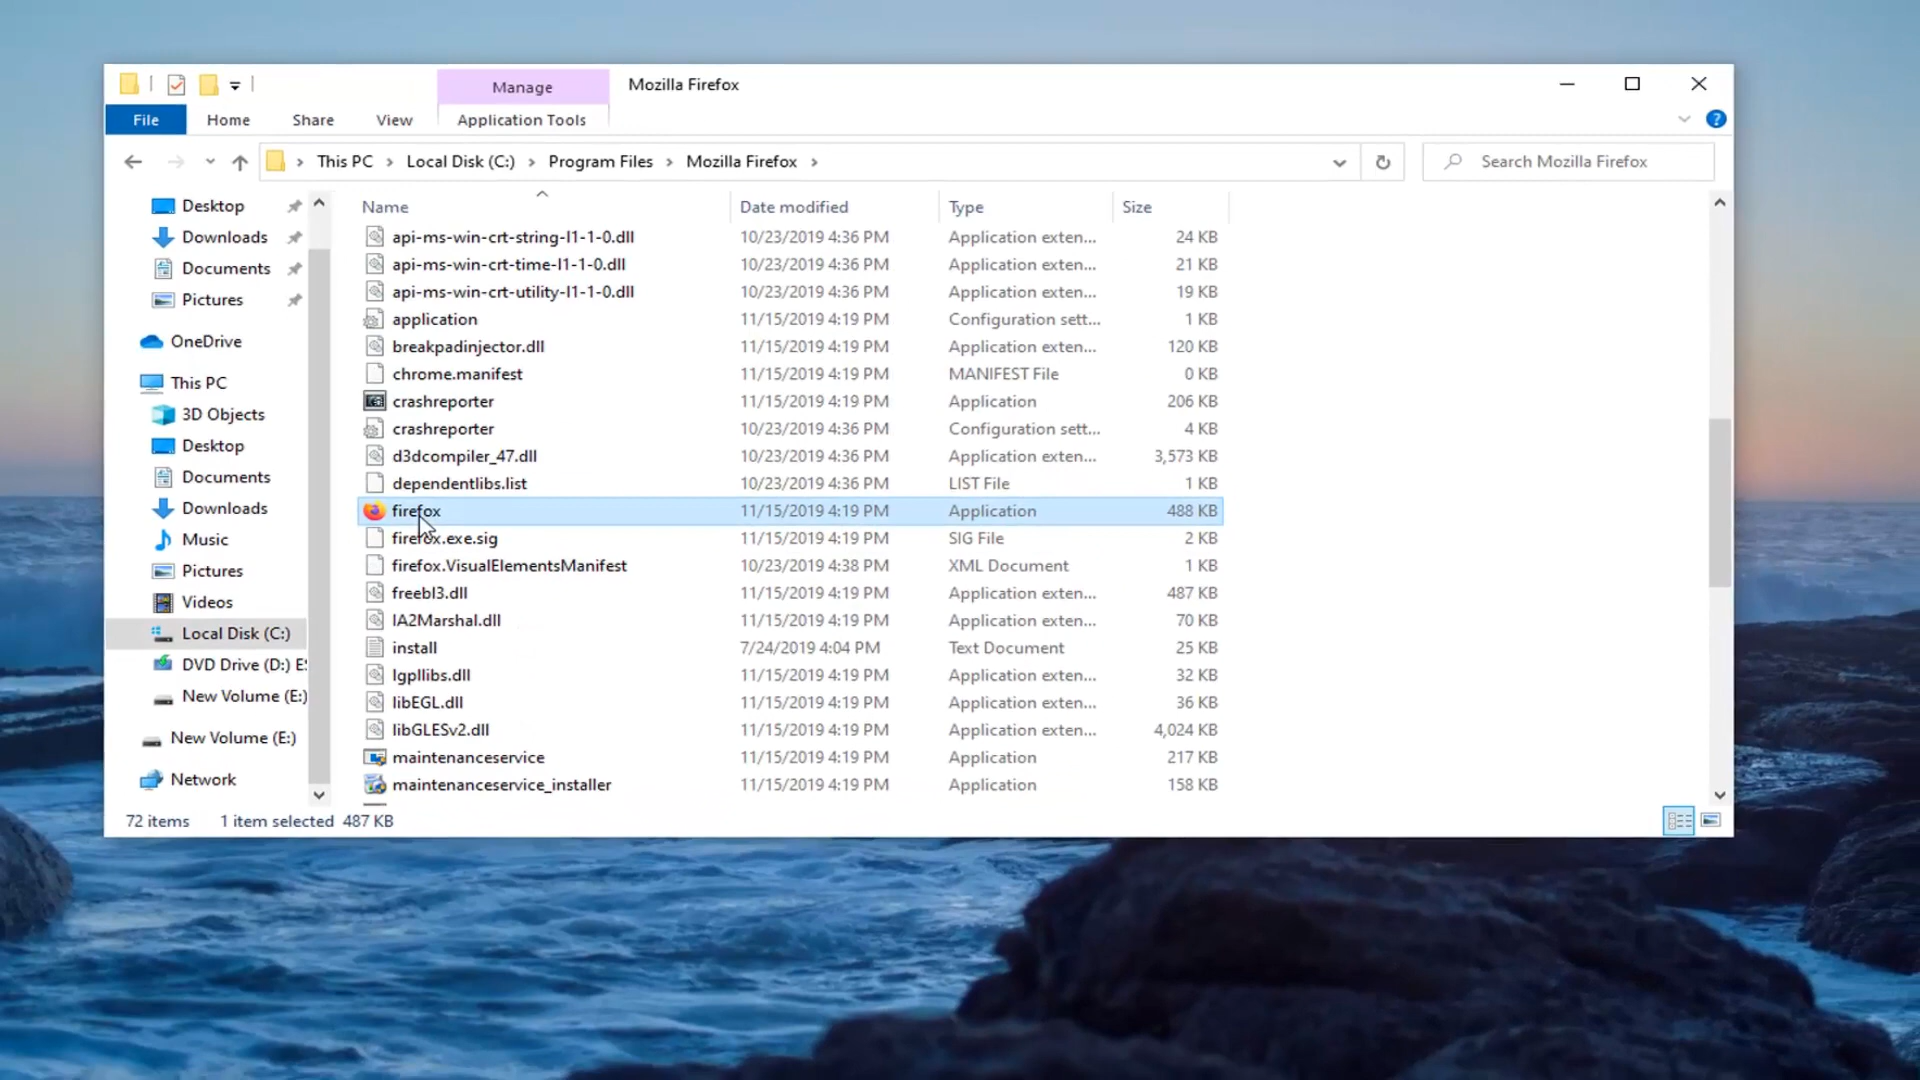 Manage
Mozilla Firefox
File
Home
Share
View
Application Tools
This PC > Local Disk (C:) > Program Files > Mozilla Firefox >
Search Mozilla Firefox
Desktop
Downloads
Documents
Pictures
OneDrive
This PC
3D Objects
Desktop
Documents
Downloads
Music
Pictures
Videos
Local Disk (C:)
DVD Drive (D:) ES
New Volume (E:)
New Volume (E:)
Network
Name Date modified Type Size
api-ms-win-crt-string-l1-1-0.dll 10/23/2019 4:36 PM Application exten... 24 KB
api-ms-win-crt-time-l1-1-0.dll 10/23/2019 4:36 PM Application exten... 21 KB
api-ms-win-crt-utility-l1-1-0.dll 10/23/2019 4:36 PM Application exten... 19 KB
application 11/15/2019 4:19 PM Configuration sett... 1 KB
breakpadinjector.dll 11/15/2019 4:19 PM Application exten... 120 KB
chrome.manifest 11/15/2019 4:19 PM MANIFEST File 0 KB
crashreporter 11/15/2019 4:19 PM Application 206 KB
crashreporter 10/23/2019 4:36 PM Configuration sett... 4 KB
d3dcompiler_47.dll 10/23/2019 4:36 PM Application exten... 3,573 KB
dependentlibs.list 10/23/2019 4:36 PM LIST File 1 KB
firefox 11/15/2019 4:19 PM Application 488 KB
firefox.exe.sig 11/15/2019 4:19 PM SIG File 2 KB
firefox.VisualElementsManifest 10/23/2019 4:38 PM XML Document 1 KB
freebl3.dll 11/15/2019 4:19 PM Application exten... 487 KB
IA2Marshal.dll 11/15/2019 4:19 PM Application exten... 70 KB
install 7/24/2019 4:04 PM Text Document 25 KB
lgpllibs.dll 11/15/2019 4:19 PM Application exten... 32 KB
libEGL.dll 11/15/2019 4:19 PM Application exten... 36 KB
libGLESv2.dll 11/15/2019 4:19 PM Application exten... 4,024 KB
maintenanceservice 11/15/2019 4:19 PM Application 217 KB
maintenanceservice_installer 11/15/2019 4:19 PM Application 158 KB
72 items 1 item selected 487 KB